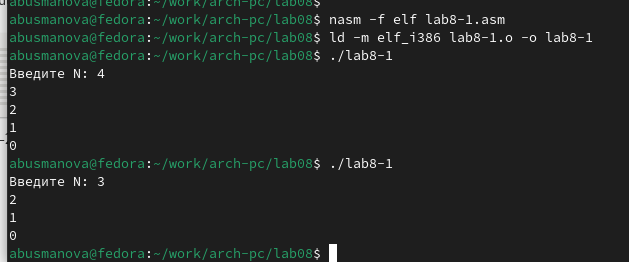 abusmanova@fedora:~/work/arch-pc/lab08$
abusmanova@fedora:~/work/arch-pc/lab08$ nasm -f elf lab8-1.asm
abusmanova@fedora:~/work/arch-pc/lab08$ ld -m elf_i386 lab8-1.o -o lab8-1
abusmanova@fedora:~/work/arch-pc/lab08$ ./lab8-1
Введите N: 4
3
2
1
0
abusmanova@fedora:~/work/arch-pc/lab08$ ./lab8-1
Введите N: 3
2
1
0
abusmanova@fedora:~/work/arch-pc/lab08$